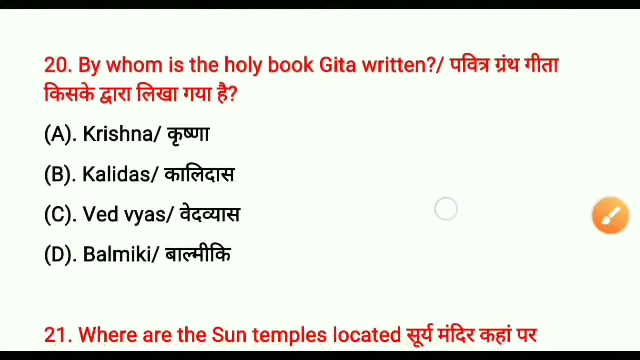 20. By whom is the holy book Gita written?/ पवित्र ग्रंथ गीता
किसके द्वारा लिखा गया है?
(A). Krishna/ कृष्णा
(B). Kalidas/ कालिदास
(C). Ved vyas/ वेदव्यास
(D). Balmiki/ बाल्मीकि
21. Where are the Sun temples located सूर्य मंदिर कहां पर